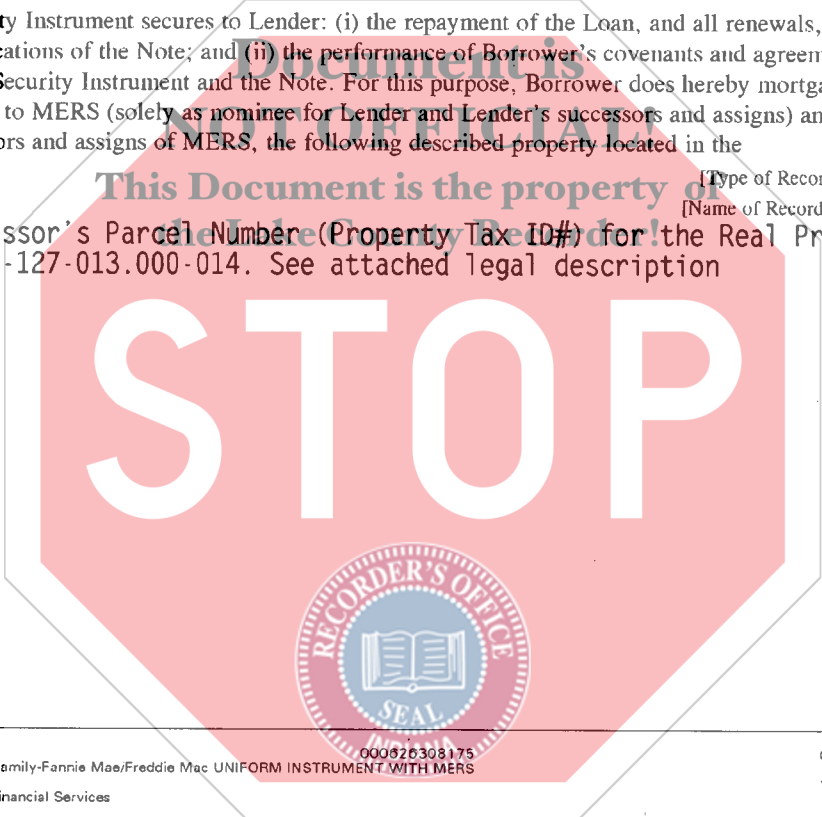 ty Instrument secures to Lender: (i) the repayment of the Loan, and all renewals,
cations of the Note; and (ii) the performance of Borrower's covenants and agreem
Document is
Security Instrument and the Note. For this purpose, Borrower does hereby mortga
to MERS (solely as nominee for Lender and Lender's successors and assigns) an
NOT OFFICIAL!
ors and assigns of MERS, the following described property located in the
[Type of Recor
This Document is the property of
[Name of Record
the Lake County Recorder!
ssor's Parcel Number (Property Tax ID#) for the Real Pr
-127-013.000-014. See attached legal description
STOP
RECORDER'S OFFICE
SEAL
INDIANA
000626308175
amily-Fannie Mae/Freddie Mac UNIFORM INSTRUMENT WITH MERS
inancial Services